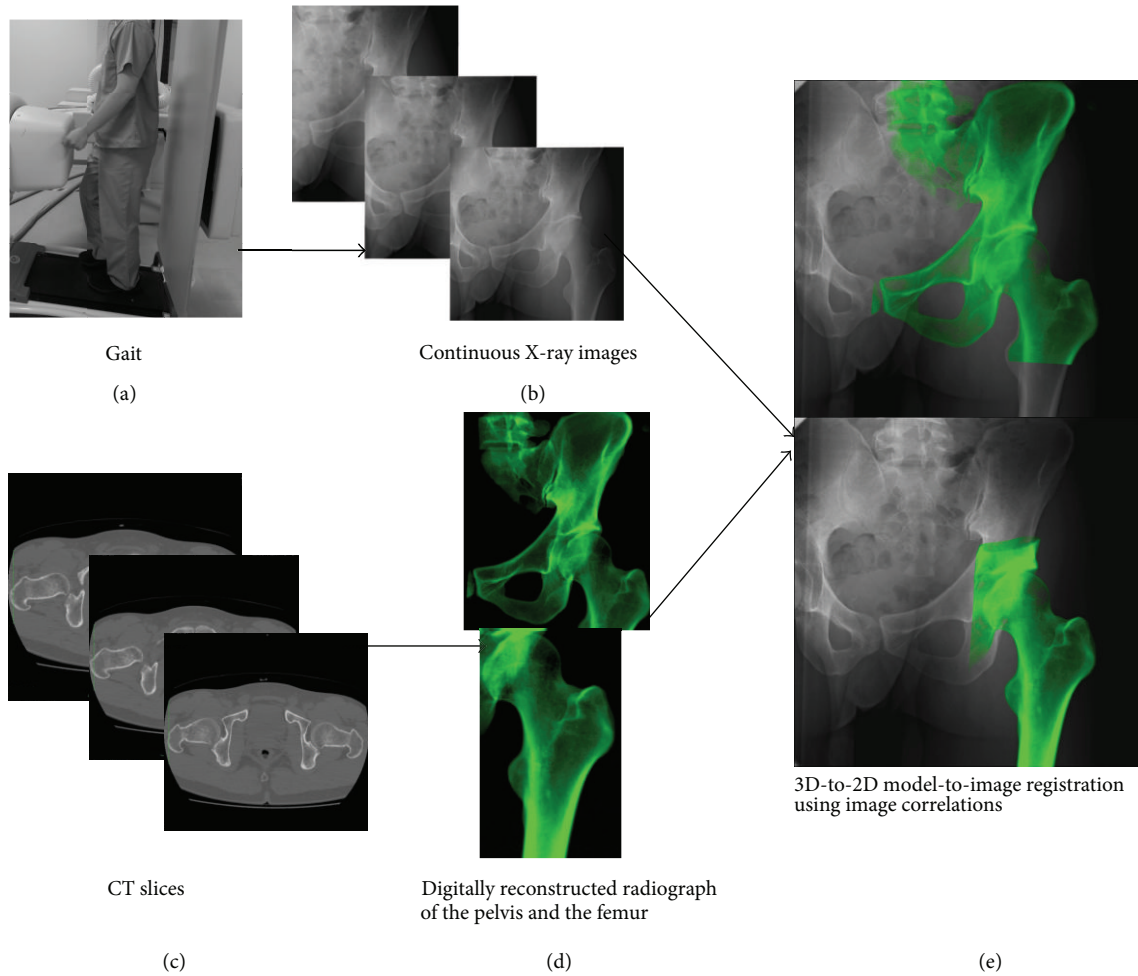 Gait
(a)
Continuous X-ray images
(b)
CT slices
(c)
Digitally reconstructed radiograph
of the pelvis and the femur
(d)
3D-to-2D model-to-image registration
using image correlations
(e)